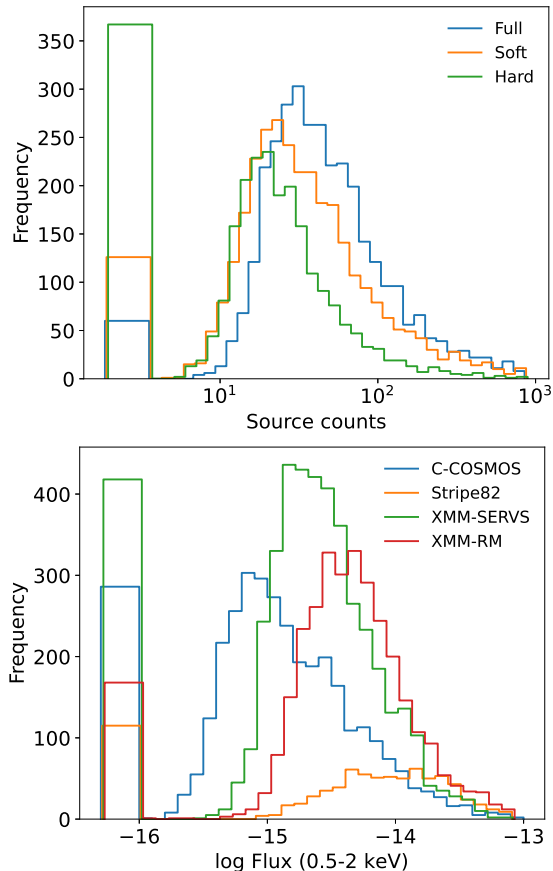 350
300
250
200
150
100
50
0
Frequency
Full
Soft
Hard
10¹ 10² 10³
Source counts
400
300
200
100
0
Frequency
C-COSMOS
Stripe82
XMM-SERVS
XMM-RM
−16 −15 −14 −13
log Flux (0.5-2 keV)